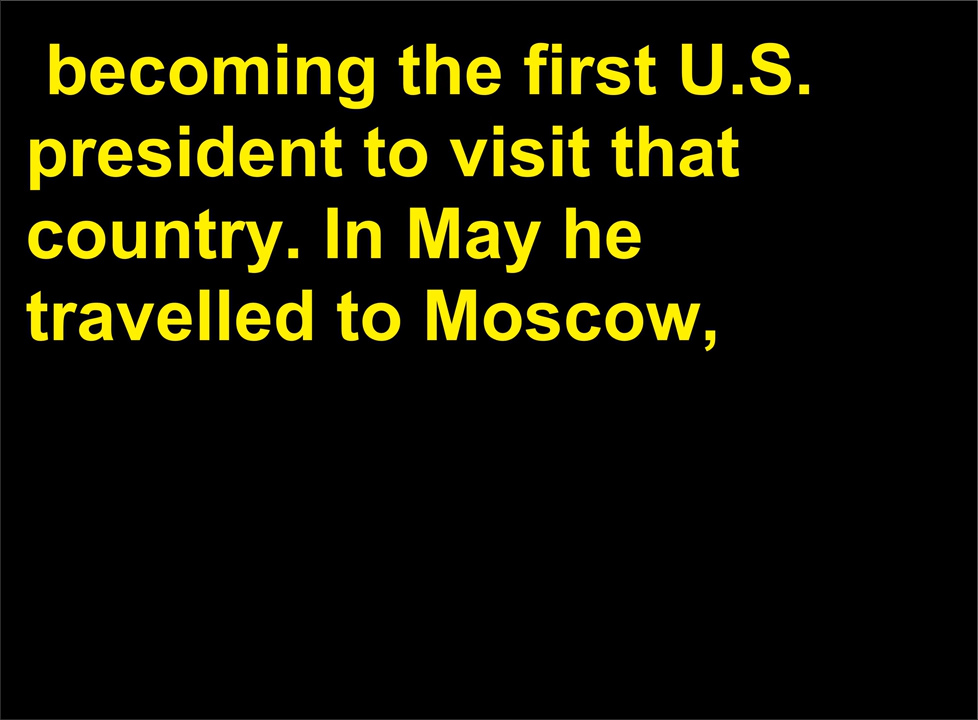 becoming the first U.S.
president to visit that
country. In May he
travelled to Moscow,